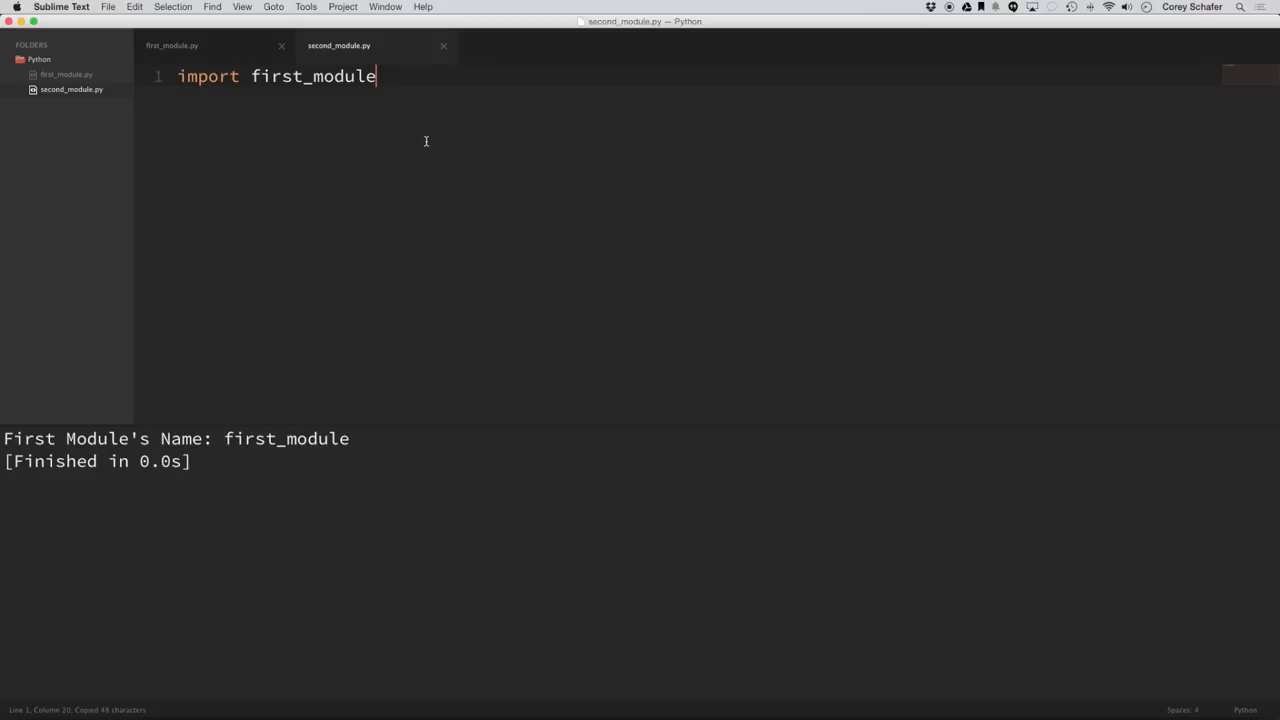 Sublime Text File Edit Selection Find View Goto Tools Project Window Help Corey Schafer
second_module.py — Python
FOLDERS
Python
first_module.py
second_module.py
first_module.py second_module.py
1 import first_module
First Module's Name: first_module
[Finished in 0.0s]
Line 1, Column 20; Copied 48 characters Spaces: 4 Python